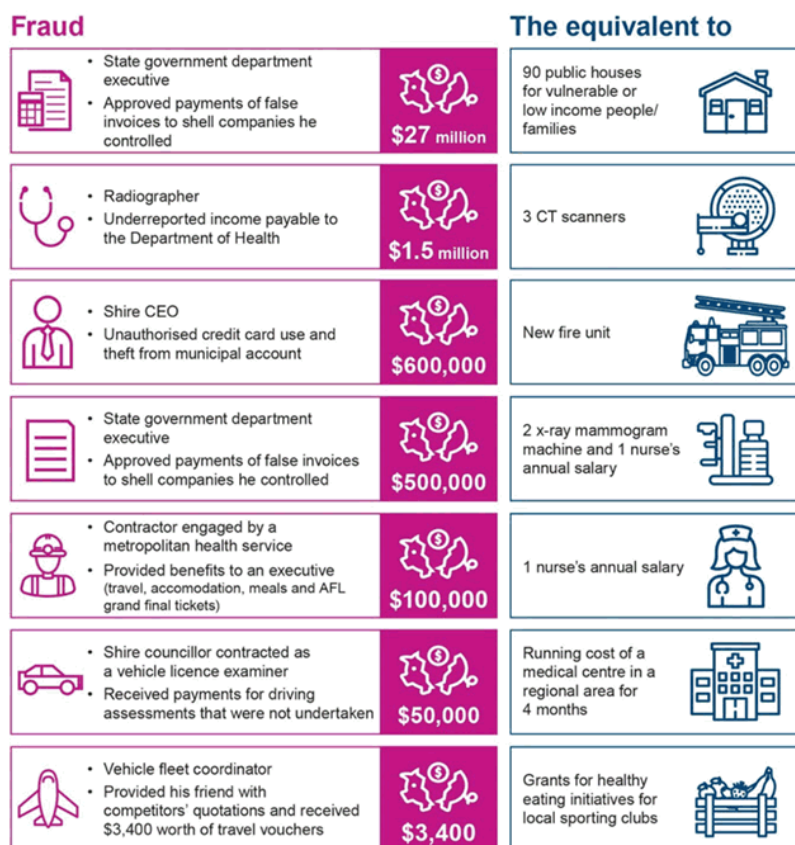 Fraud
The equivalent to
• State government department
executive
• Approved payments of false
invoices to shell companies he
controlled
$
$27 million
90 public houses
for vulnerable or
low income people/
families
• Radiographer
• Underreported income payable to
the Department of Health
$
$1.5 million
3 CT scanners
• Shire CEO
• Unauthorised credit card use and
theft from municipal account
$
$600,000
New fire unit
• State government department
executive
• Approved payments of false invoices
to shell companies he controlled
$
$500,000
2 x-ray mammogram
machine and 1 nurse's
annual salary
• Contractor engaged by a
metropolitan health service
• Provided benefits to an executive
(travel, accomodation, meals and AFL
grand final tickets)
$
$100,000
1 nurse's annual salary
• Shire councillor contracted as
a vehicle licence examiner
• Received payments for driving
assessments that were not undertaken
$
$50,000
Running cost of a
medical centre in a
regional area for
4 months
• Vehicle fleet coordinator
• Provided his friend with
competitors' quotations and received
$3,400 worth of travel vouchers
$
$3,400
Grants for healthy
eating initiatives for
local sporting clubs